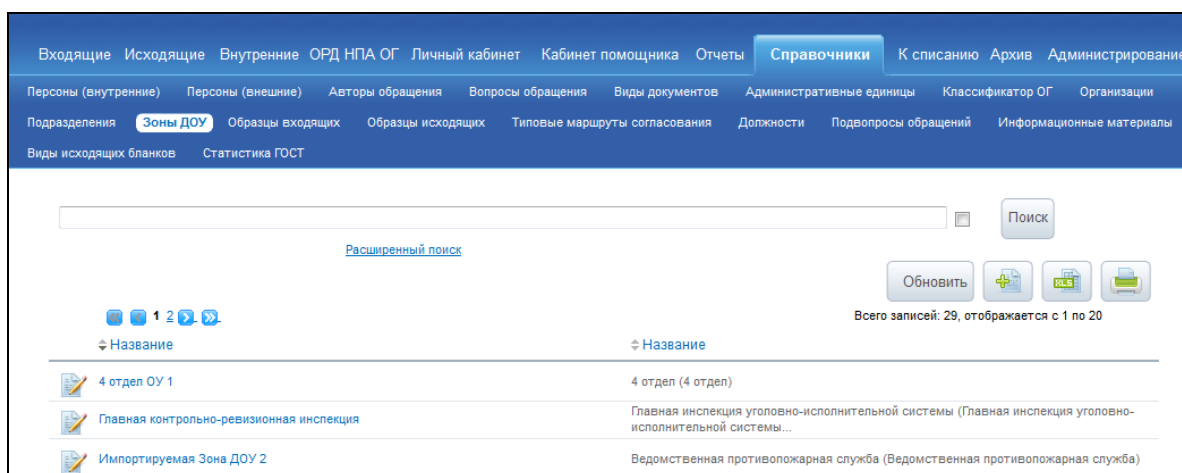 Входящие Исходящие Внутренние ОРД НПА ОГ Личный кабинет Кабинет помощника Отчеты Справочники К списанию Архив Администрирование
Персоны (внутренние) Персоны (внешние) Авторы обращения Вопросы обращения Виды документов Административные единицы Классификатор ОГ Организации
Подразделения Зоны ДОУ Образцы входящих Образцы исходящих Типовые маршруты согласования Должности Подвопросы обращений Информационные материалы
Виды исходящих бланков Статистика ГОСТ
Поиск
Расширенный поиск
Обновить XLS
1 2 Всего записей: 29, отображается с 1 по 20
Название Название
4 отдел ОУ 1 4 отдел (4 отдел)
Главная контрольно-ревизионная инспекция Главная инспекция уголовно-исполнительной системы (Главная инспекция уголовно-
исполнительной системы...
Импортируемая Зона ДОУ 2 Ведомственная противопожарная служба (Ведомственная противопожарная служба)